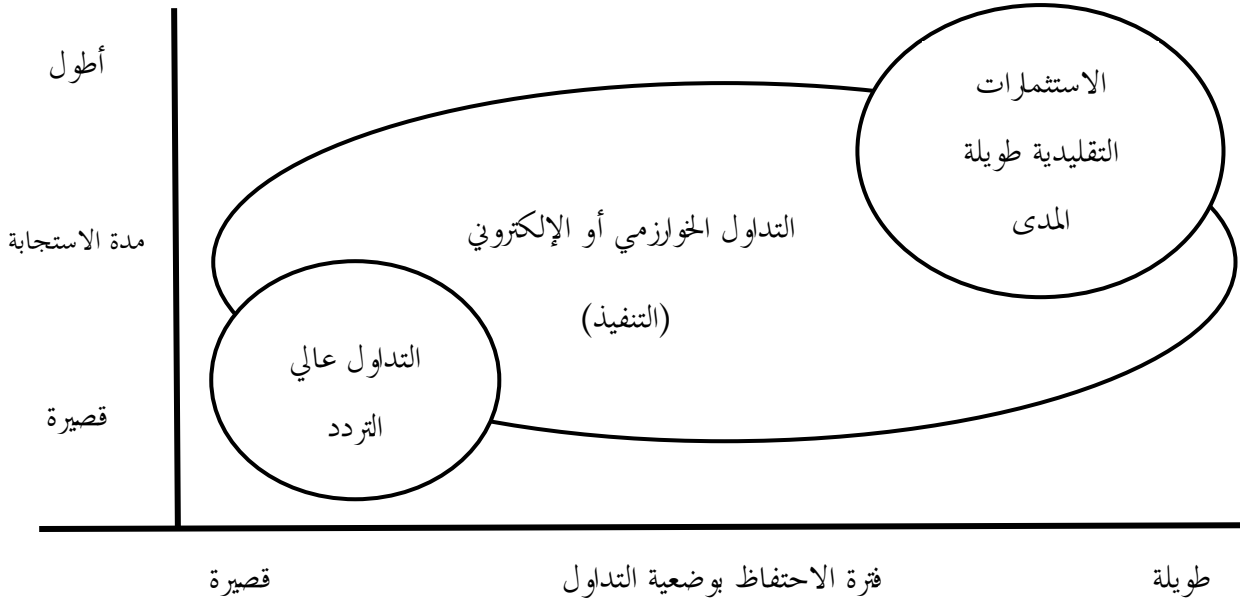 أطول
الاستثمارات
التقليدية طويلة
المدى
مدة الاستجابة
التداول الخوارزمي أو الإلكتروني
(التنفيذ)
التداول عالي
التردد
قصيرة
طويلة
فترة الاحتفاظ بوضعية التداول
قصيرة